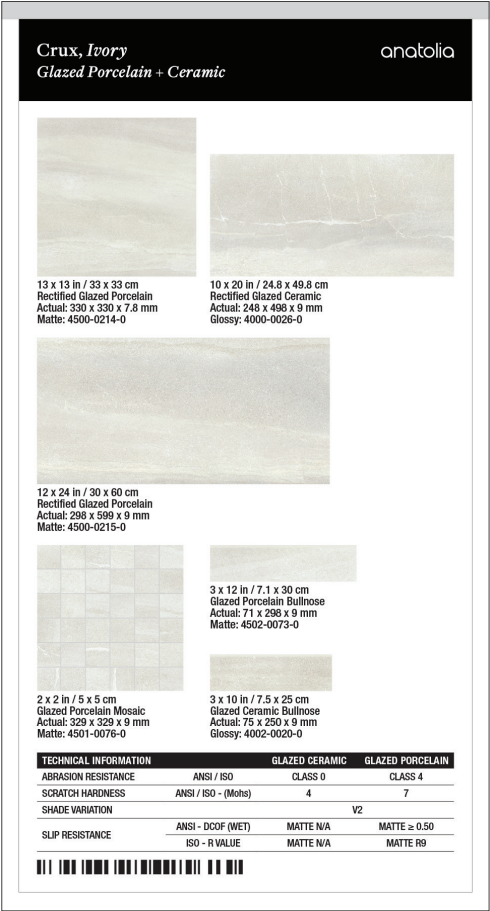 Crux, Ivory
anatolia
Glazed Porcelain + Ceramic
13 x 13 in / 33 x 33 cm
Rectified Glazed Porcelain
Actual: 330 x 330 x 7.8 mm
Matte: 4500-0214-0
10 x 20 in / 24.8 x 49.8 cm
Rectified Glazed Ceramic
Actual: 248 x 498 x 9 mm
Glossy: 4000-0026-0
12 x 24 in / 30 x 60 cm
Rectified Glazed Porcelain
Actual: 298 x 599 x 9 mm
Matte: 4500-0215-0
3 x 12 in / 7.1 x 30 cm
Glazed Porcelain Bullnose
Actual: 71 x 298 x 9 mm
Matte: 4502-0073-0
2 x 2 in / 5 x 5 cm
Glazed Porcelain Mosaic
Actual: 329 x 329 x 9 mm
Matte: 4501-0076-0
3 x 10 in / 7.5 x 25 cm
Glazed Ceramic Bullnose
Actual: 75 x 250 x 9 mm
Glossy: 4002-0020-0
TECHNICAL INFORMATION GLAZED CERAMIC GLAZED PORCELAIN
ABRASION RESISTANCE ANSI / ISO CLASS 0 CLASS 4
SCRATCH HARDNESS ANSI / ISO - (Mohs) 4 7
SHADE VARIATION V2
SLIP RESISTANCE ANSI - DCOF (WET) MATTE N/A MATTE ≥ 0.50
ISO - R VALUE MATTE N/A MATTE R9